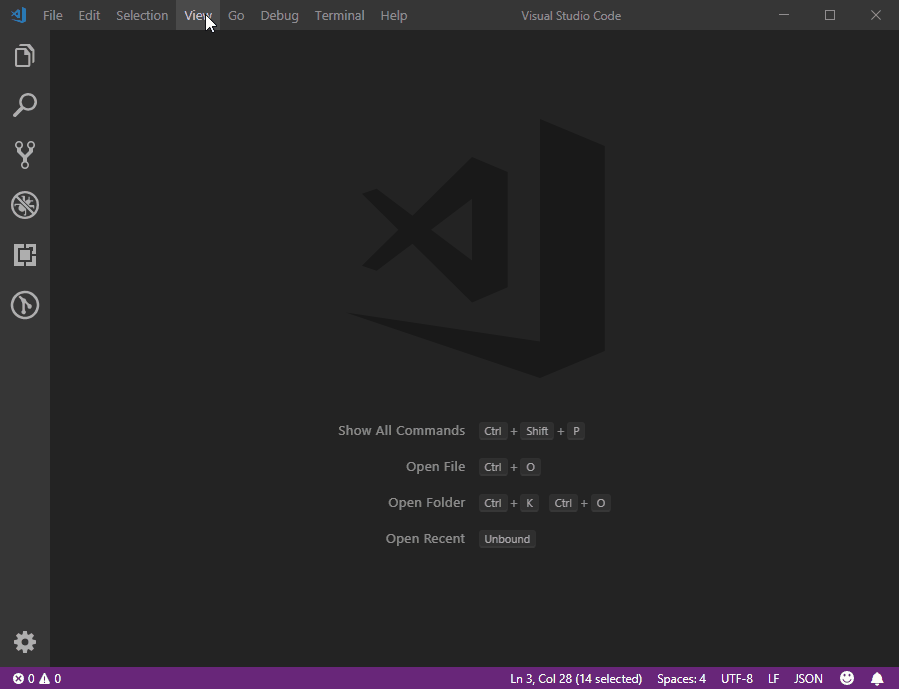 File Edit Selection View Go Debug Terminal Help Visual Studio Code
Show All Commands Ctrl + Shift + P
Open File Ctrl + O
Open Folder Ctrl + K Ctrl + O
Open Recent Unbound
0 0 Ln 3, Col 28 (14 selected) Spaces: 4 UTF-8 LF JSON